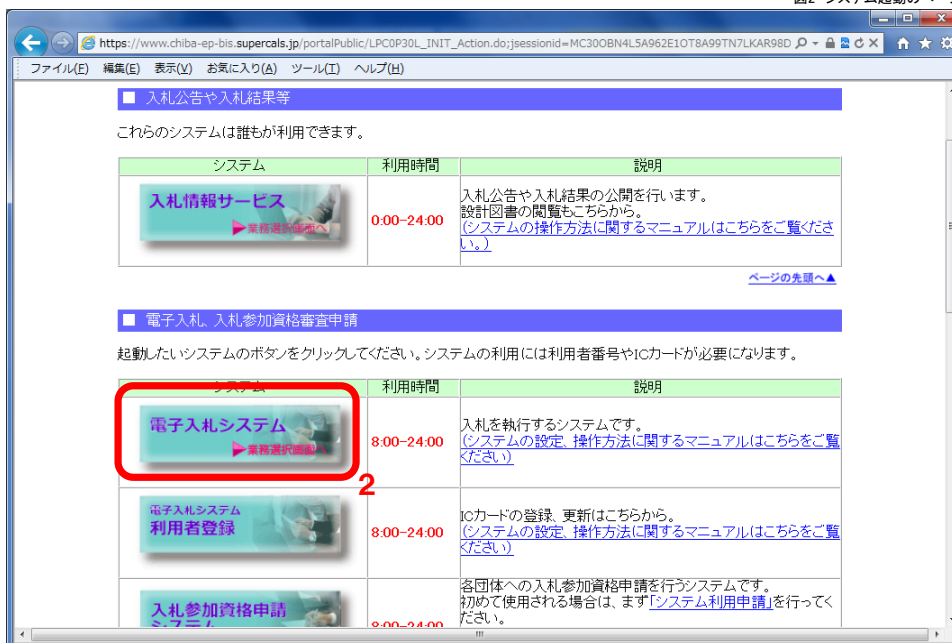 https://www.chiba-ep-bis.supercals.jp/portalPublic/LPC0P30L_INIT_Action.do;jsessionid=MC30OBN4L5A962E1OT8A99TN7LKAR98D
ファイル(F) 編集(E) 表示(V) お気に入り(A) ツール(T) ヘルプ(H)
■ 入札公告や入札結果等
これらのシステムは誰もが利用できます。
システム 利用時間 説明
入札情報サービス
▶業務選択画面へ
0:00-24:00
入札公告や入札結果の公開を行います。
設計図書の閲覧もこちらから。
(システムの操作方法に関するマニュアルはこちらをご覧くださ
い。)
ページの先頭へ▲
■ 電子入札、入札参加資格審査申請
起動したいシステムのボタンをクリックしてください。システムの利用には利用者番号やICカードが必要になります。
システム 利用時間 説明
電子入札システム
▶業務選択画面へ
8:00-24:00
入札を執行するシステムです。
(システムの設定、操作方法に関するマニュアルはこちらをご覧
ください)
2
電子入札システム
利用者登録
8:00-24:00
ICカードの登録、更新はこちらから。
(システムの設定、操作方法に関するマニュアルはこちらをご覧
ください)
入札参加資格申請
システム
8:00-24:00
各団体への入札参加資格申請を行うシステムです。
初めて使用される場合は、まず「システム利用申請」を行ってく
ださい。